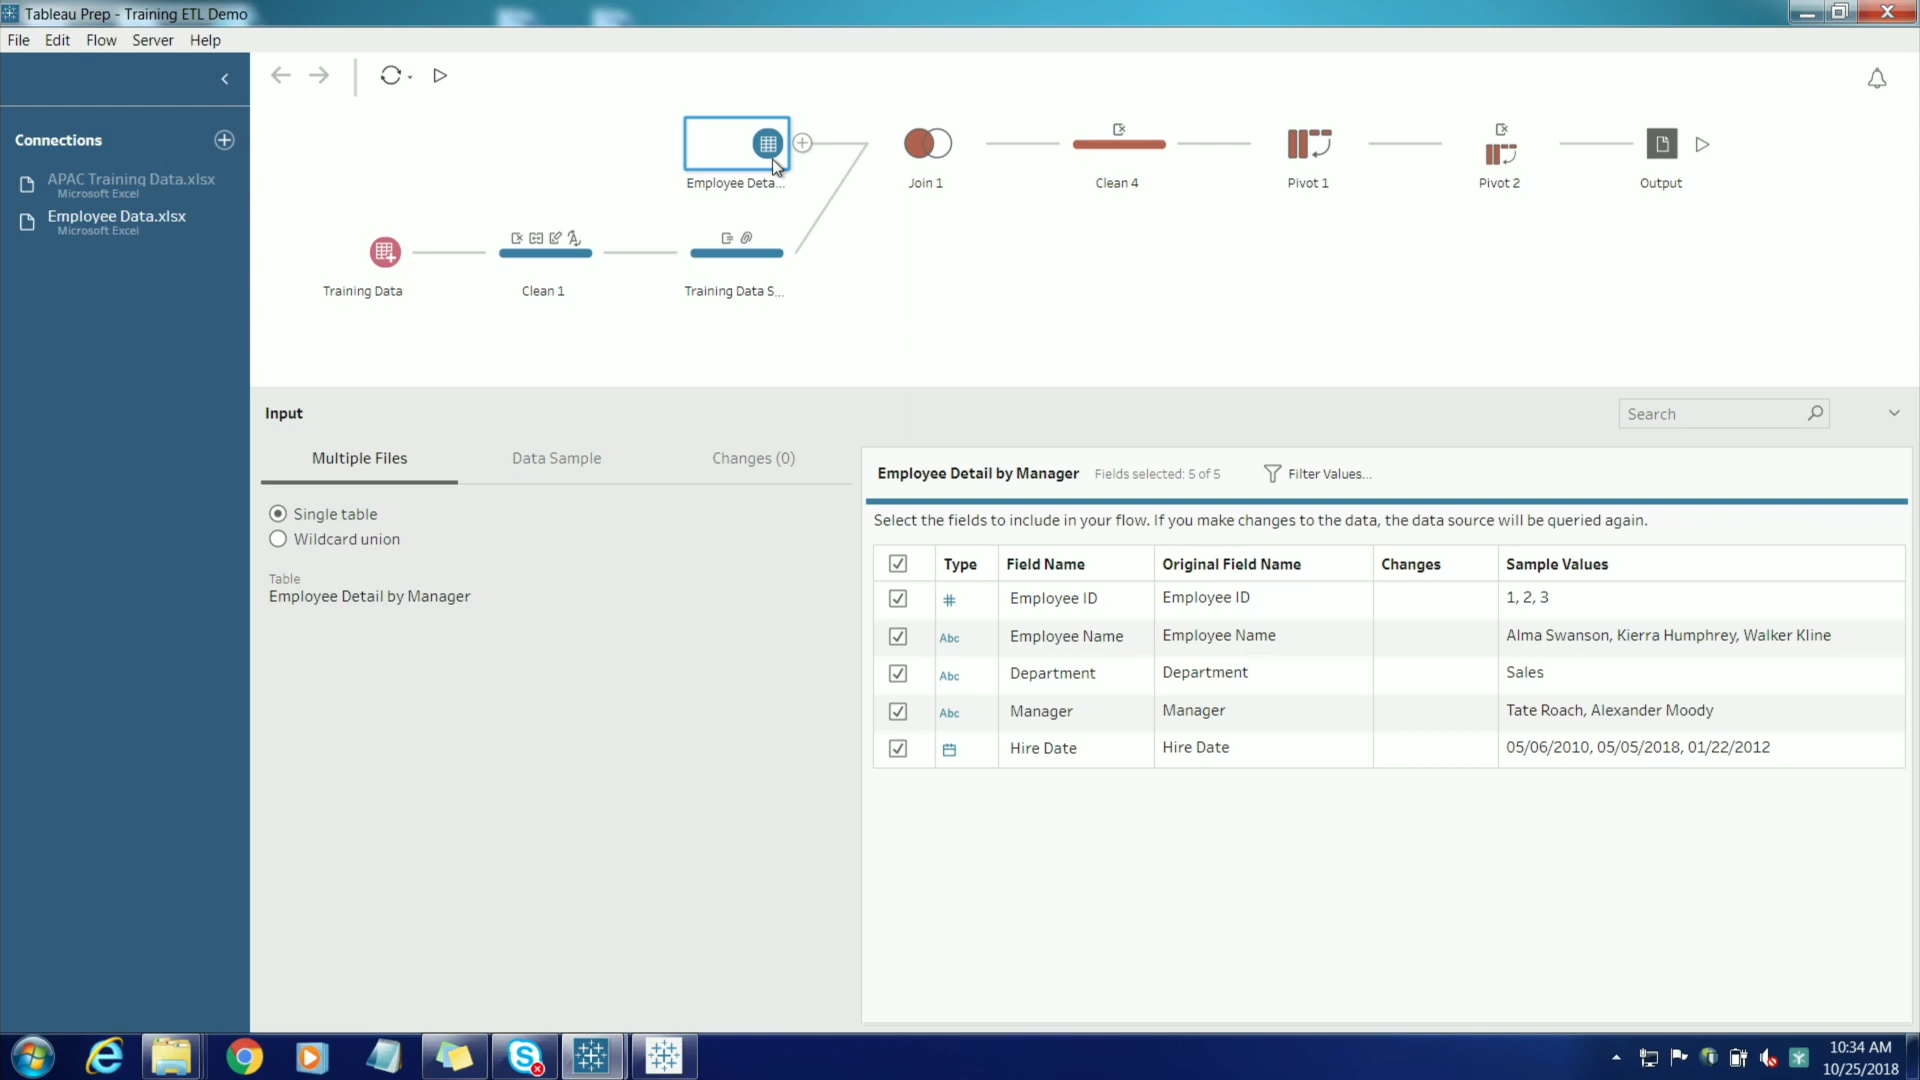 Tableau Prep - Training ETL Demo
File Edit Flow Server Help
Connections
APAC Training Data.xlsx
Microsoft Excel
Employee Data.xlsx
Microsoft Excel
Employee Deta...
Join 1
Clean 4
Pivot 1
Pivot 2
Output
Training Data
Clean 1
Training Data S...
Input
Search
Multiple Files
Data Sample
Changes (0)
Single table
Wildcard union
Table
Employee Detail by Manager
Employee Detail by Manager Fields selected: 5 of 5 Filter Values...
Select the fields to include in your flow. If you make changes to the data, the data source will be queried again.
Type Field Name Original Field Name Changes Sample Values
# Employee ID Employee ID 1, 2, 3
Abc Employee Name Employee Name Alma Swanson, Kierra Humphrey, Walker Kline
Abc Department Department Sales
Abc Manager Manager Tate Roach, Alexander Moody
Hire Date Hire Date 05/06/2010, 05/05/2018, 01/22/2012
10:34 AM
10/25/2018